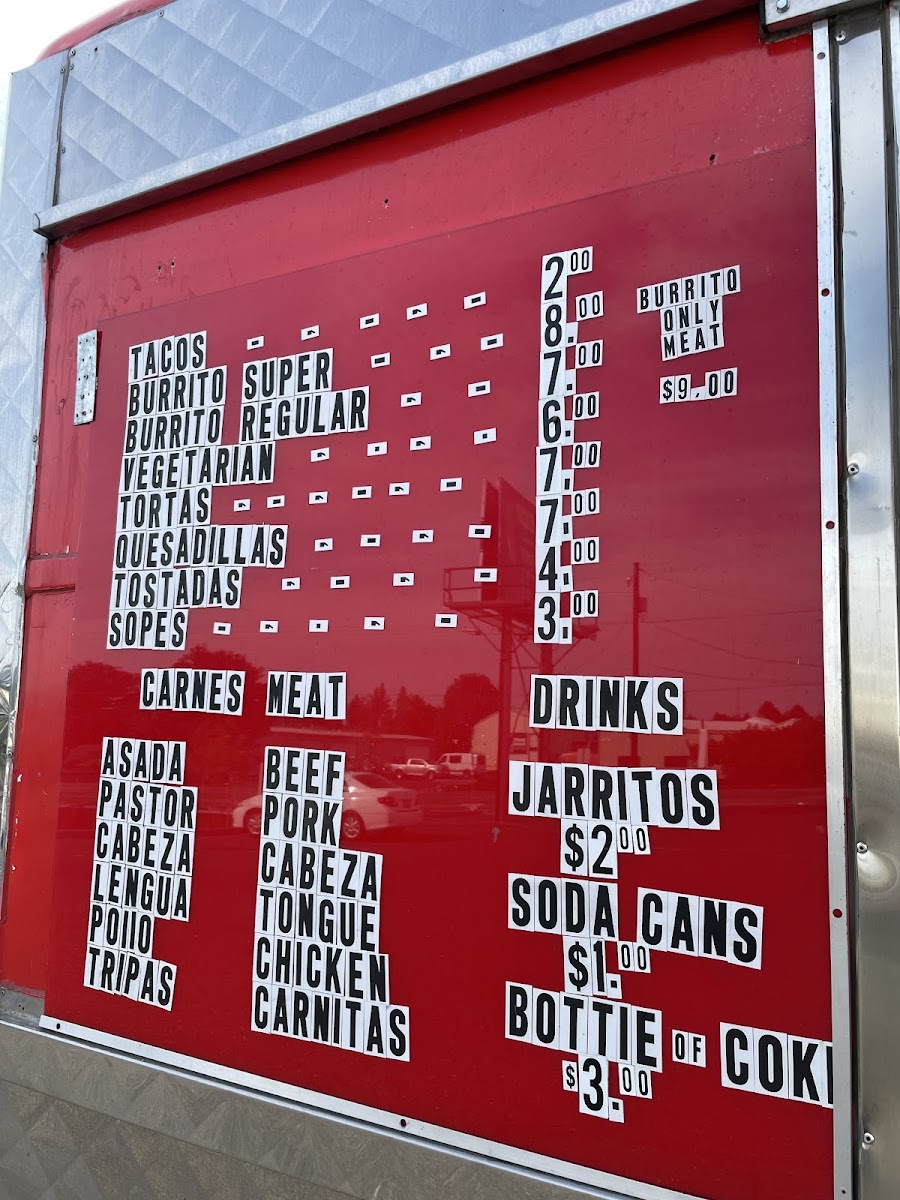 TACOS 2.00
BURRITO SUPER 8.00
BURRITO REGULAR 7.00
VEGETARIAN 6.00
TORTAS 7.00
QUESADILLAS 7.00
TOSTADAS 4.00
SOPES 3.00
BURRITO
ONLY
MEAT
$9.00
CARNES MEAT
ASADA BEEF
PASTOR PORK
CABEZA CABEZA
LENGUA TONGUE
POIIO CHICKEN
TRIPAS CARNITAS
DRINKS
JARRITOS
$2.00
SODA CANS
$1.00
BOTTIE OF COKE
$3.00